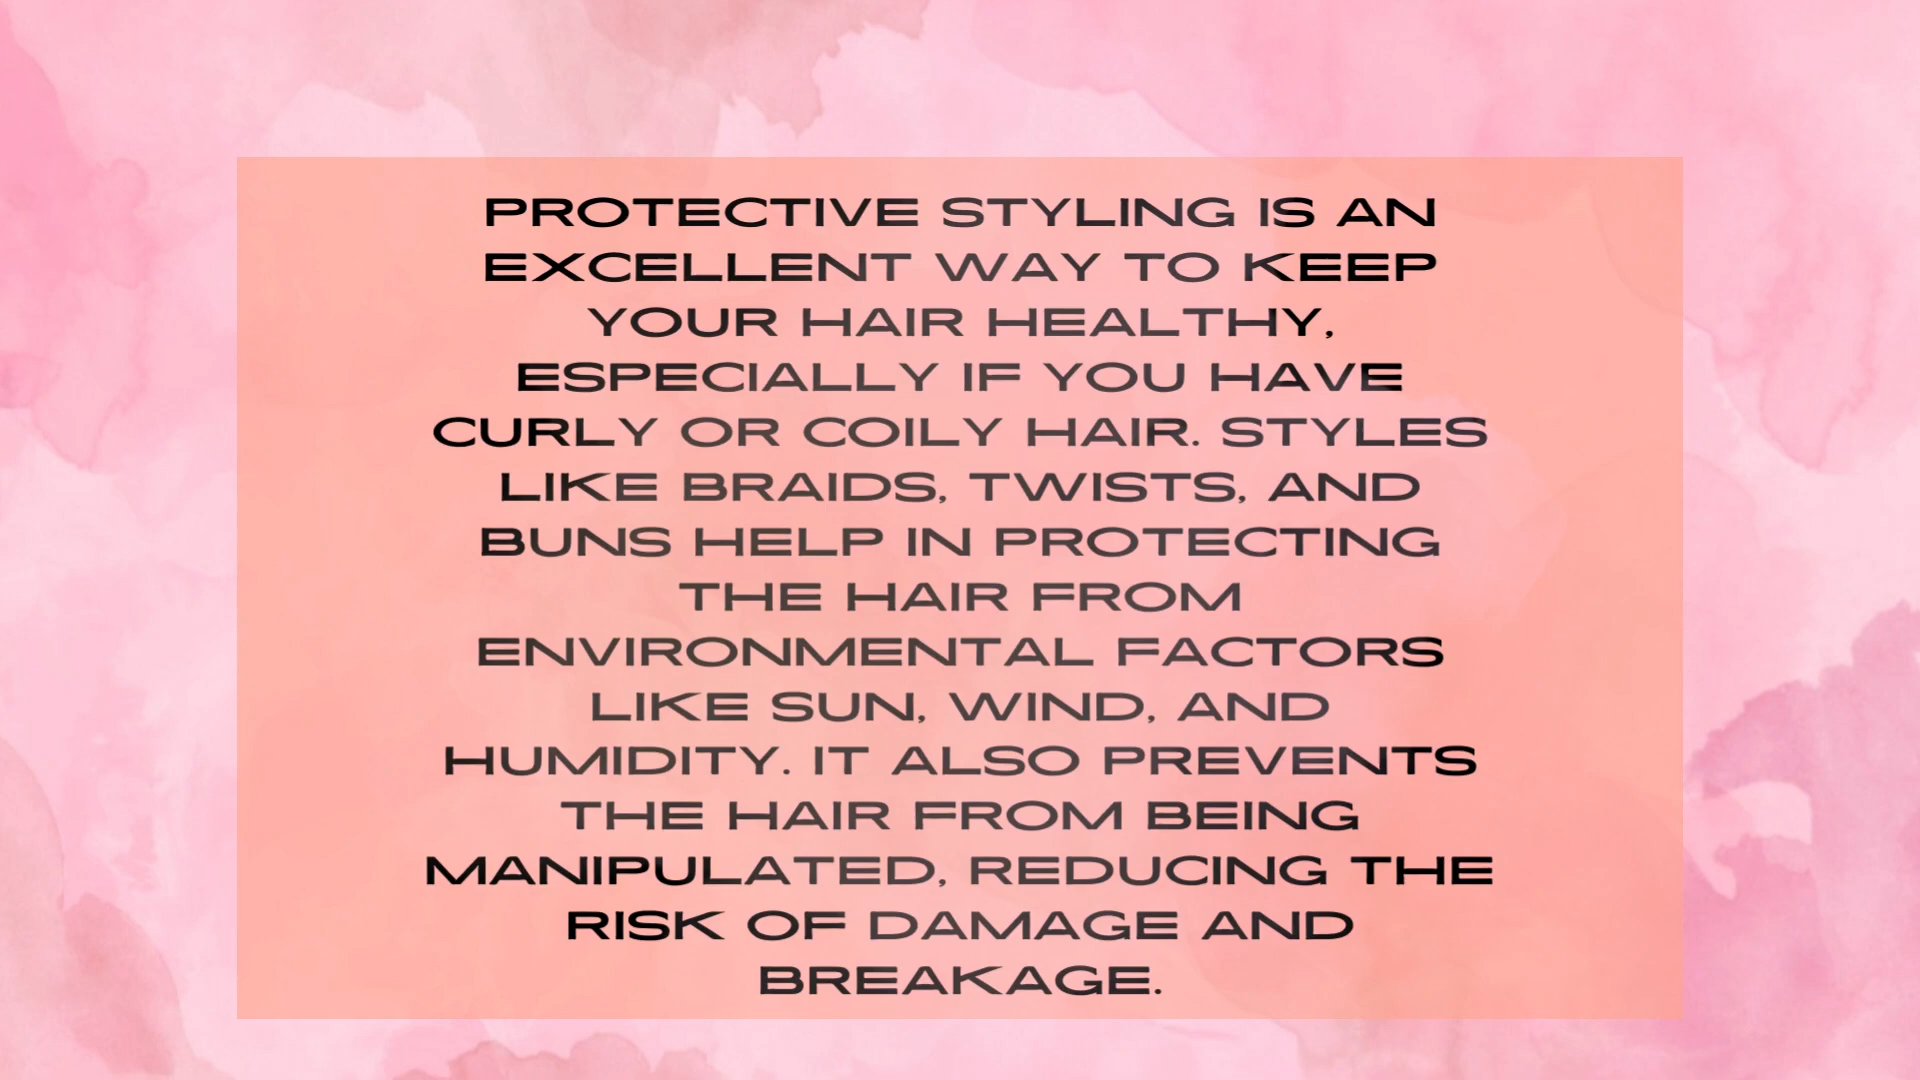 PROTECTIVE STYLING IS AN
EXCELLENT WAY TO KEEP
YOUR HAIR HEALTHY,
ESPECIALLY IF YOU HAVE
CURLY OR COILY HAIR. STYLES
LIKE BRAIDS, TWISTS, AND
BUNS HELP IN PROTECTING
THE HAIR FROM
ENVIRONMENTAL FACTORS
LIKE SUN, WIND, AND
HUMIDITY. IT ALSO PREVENTS
THE HAIR FROM BEING
MANIPULATED, REDUCING THE
RISK OF DAMAGE AND
BREAKAGE.